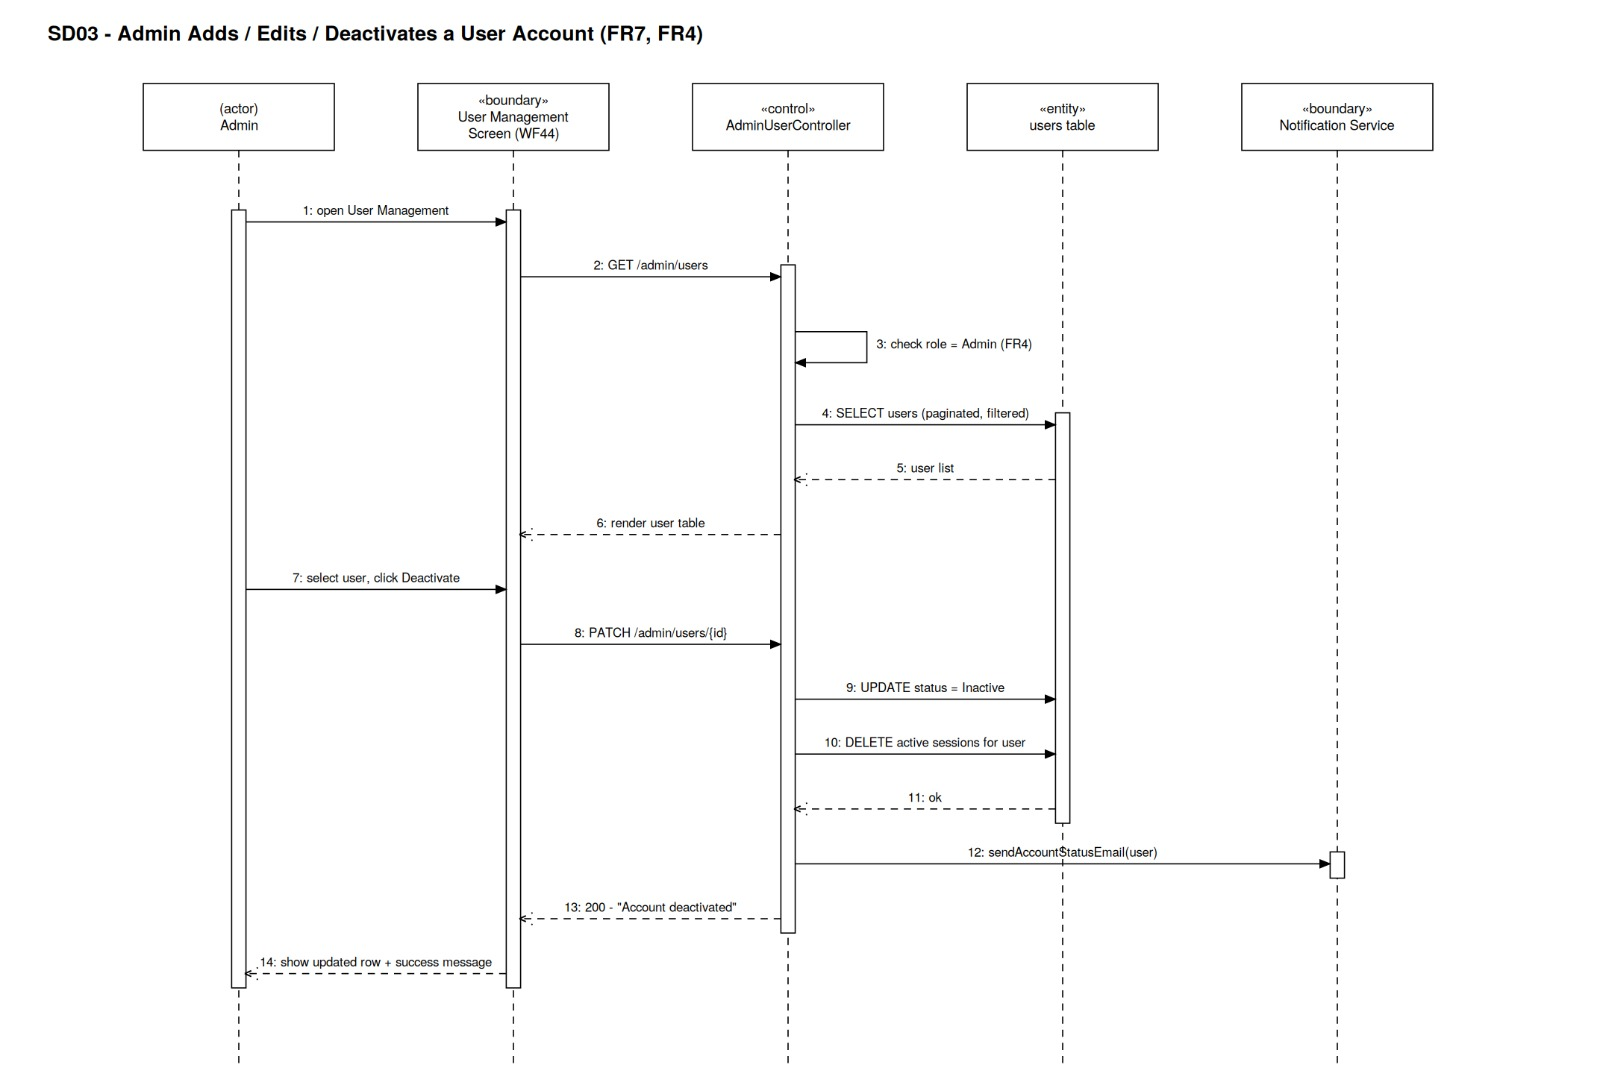 SD03 - Admin Adds / Edits / Deactivates a User Account (FR7, FR4)
(actor)
Admin
«boundary»
User Management
Screen (WF44)
«control»
AdminUserController
«entity»
users table
«boundary»
Notification Service
1: open User Management
2: GET /admin/users
3: check role = Admin (FR4)
4: SELECT users (paginated, filtered)
5: user list
6: render user table
7: select user, click Deactivate
8: PATCH /admin/users/{id}
9: UPDATE status = Inactive
10: DELETE active sessions for user
11: ok
12: sendAccountStatusEmail(user)
13: 200 - "Account deactivated"
14: show updated row + success message